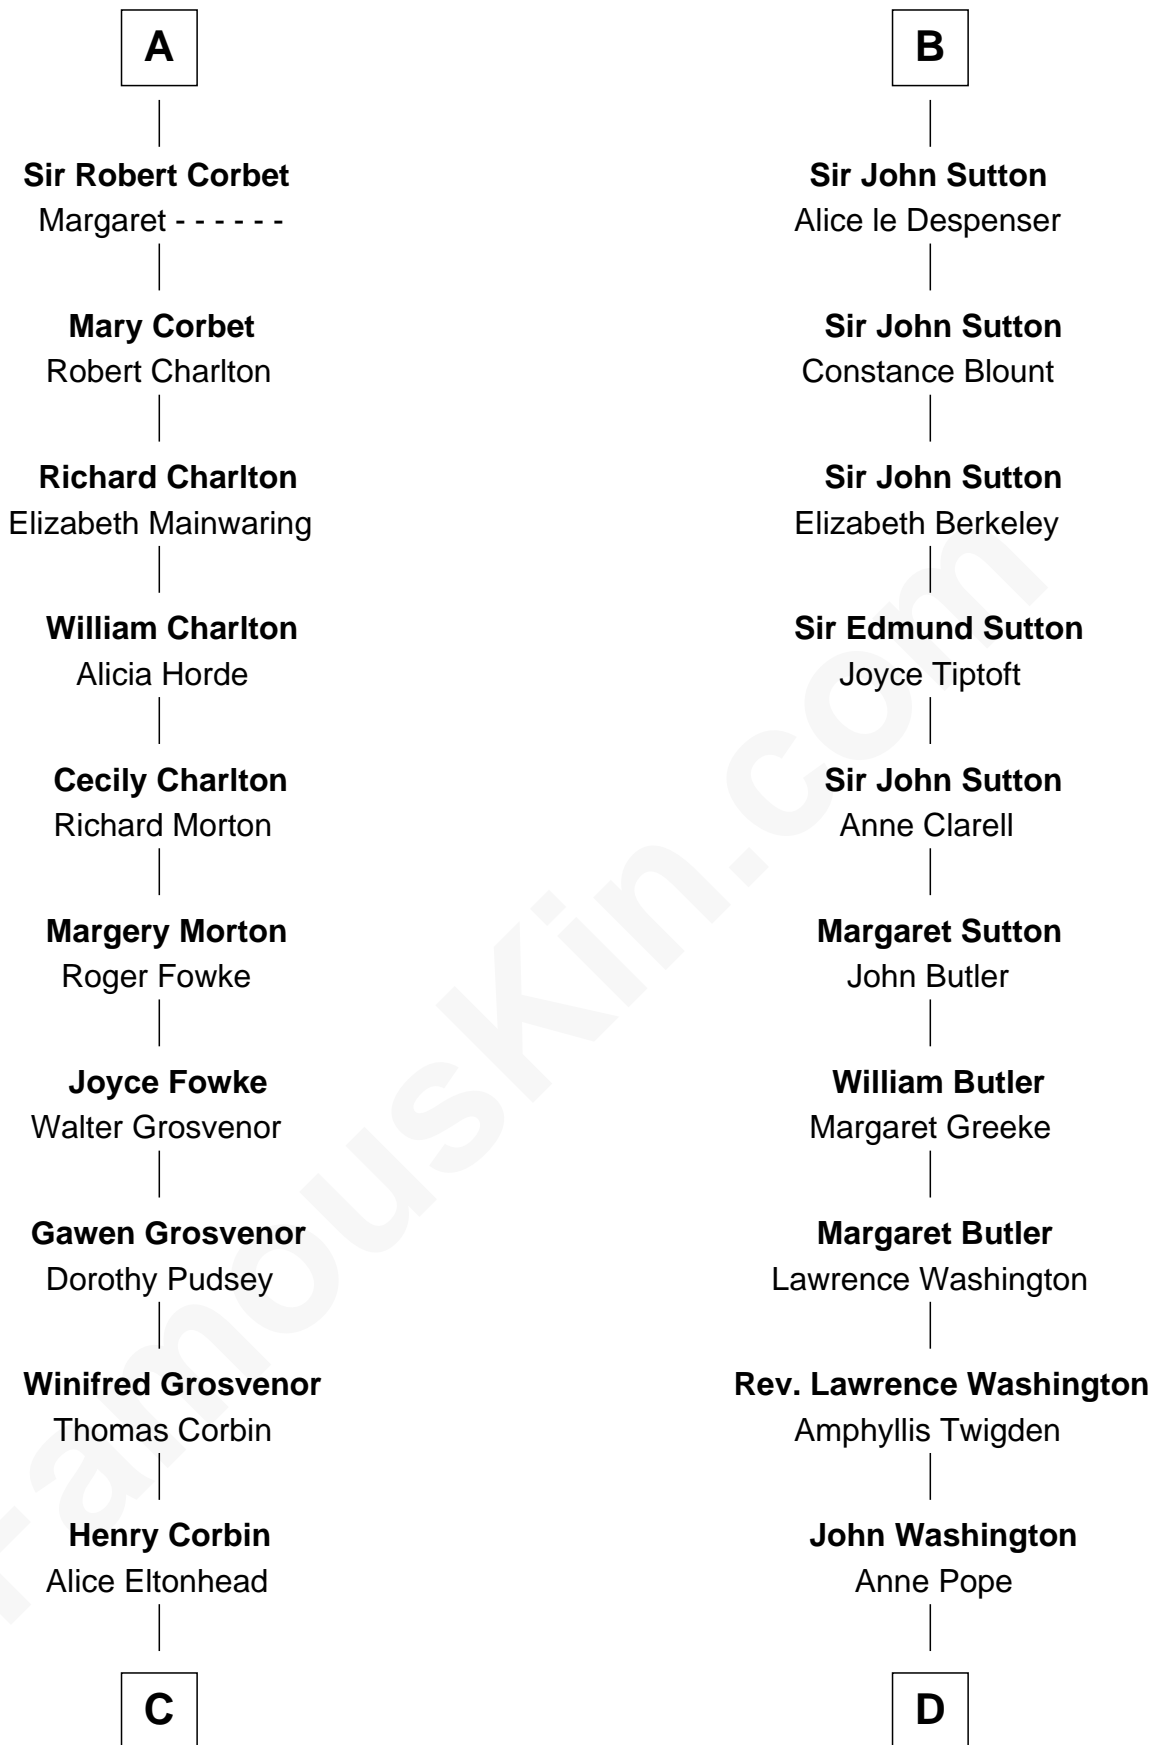 A
Sir Robert Corbet
Margaret - - - - - -
Mary Corbet
Robert Charlton
Richard Charlton
Elizabeth Mainwaring
William Charlton
Alicia Horde
Cecily Charlton
Richard Morton
Margery Morton
Roger Fowke
Joyce Fowke
Walter Grosvenor
Gawen Grosvenor
Dorothy Pudsey
Winifred Grosvenor
Thomas Corbin
Henry Corbin
Alice Eltonhead
C
B
Sir John Sutton
Alice le Despenser
Sir John Sutton
Constance Blount
Sir John Sutton
Elizabeth Berkeley
Sir Edmund Sutton
Joyce Tiptoft
Sir John Sutton
Anne Clarell
Margaret Sutton
John Butler
William Butler
Margaret Greeke
Margaret Butler
Lawrence Washington
Rev. Lawrence Washington
Amphyllis Twigden
John Washington
Anne Pope
D
FamousKin.com